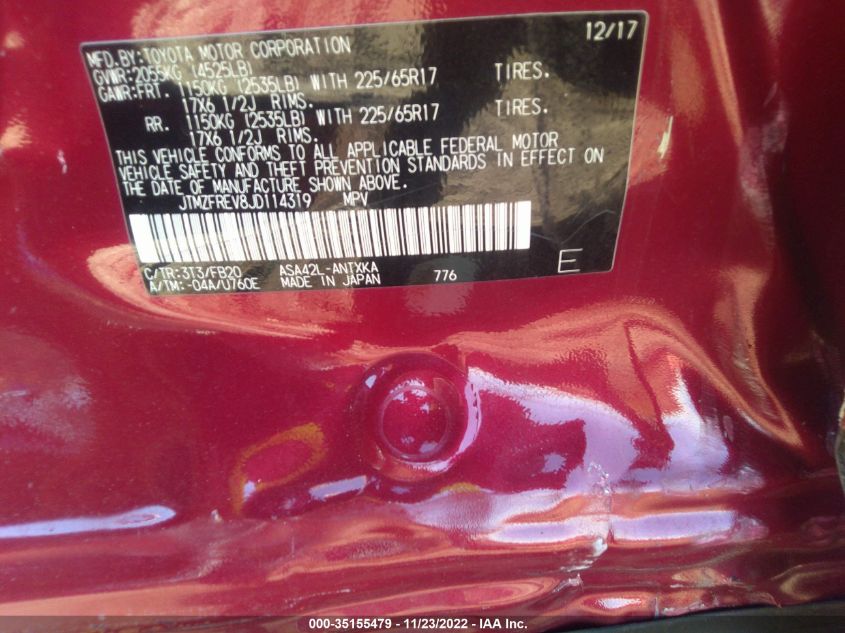 MFD.BY:TOYOTA MOTOR CORPORATION 12/17
GVWR:2055KG (4525LB)
GAWR:FRT. 1150KG (2535LB) WITH 225/65R17 TIRES.
17X6 1/2J RIMS.
RR. 1150KG (2535LB) WITH 225/65R17 TIRES.
17X6 1/2J RIMS.
THIS VEHICLE CONFORMS TO ALL APPLICABLE FEDERAL MOTOR
VEHICLE SAFETY AND THEFT PREVENTION STANDARDS IN EFFECT ON
THE DATE OF MANUFACTURE SHOWN ABOVE.
JTMZFREV8JD114319 MPV
C/TR:3T3/FB20 ASA42L-ANTXKA
A/TM:-04A/U760E MADE IN JAPAN 776 E
000-35155479 - 11/23/2022 - IAA Inc.